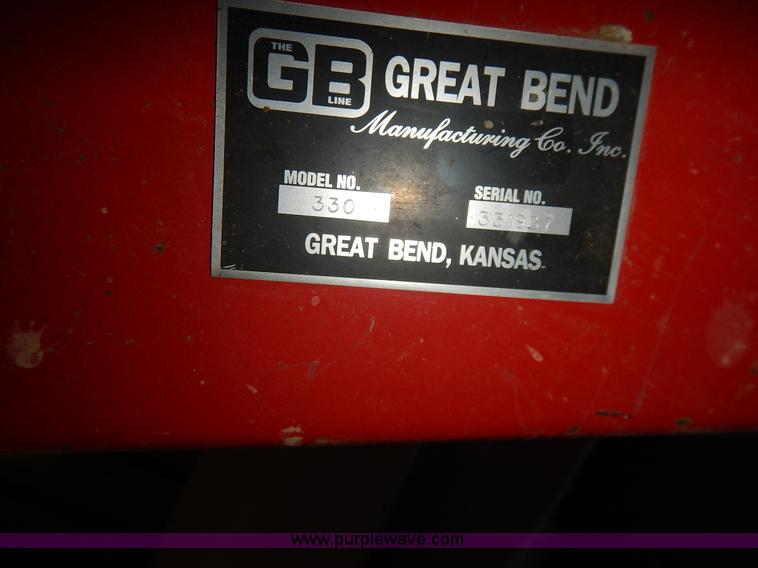 THE
GB
LINE
GREAT BEND
Manufacturing Co. Inc.
MODEL NO.
330
SERIAL NO.
331937
GREAT BEND, KANSAS
www.purplewave.com